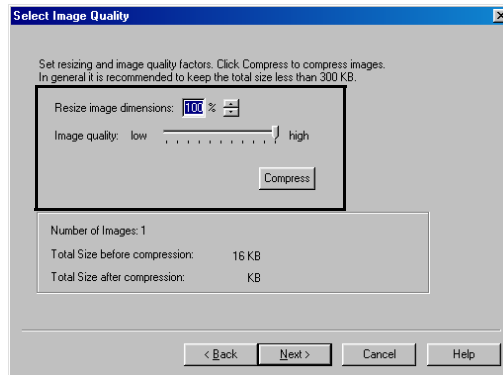 Select Image Quality
Set resizing and image quality factors. Click Compress to compress images.
In general it is recommended to keep the total size less than 300 KB.
Resize image dimensions: 100 %
Image quality: low high
Compress
Number of Images: 1
Total Size before compression: 16 KB
Total Size after compression: KB
< Back Next > Cancel Help